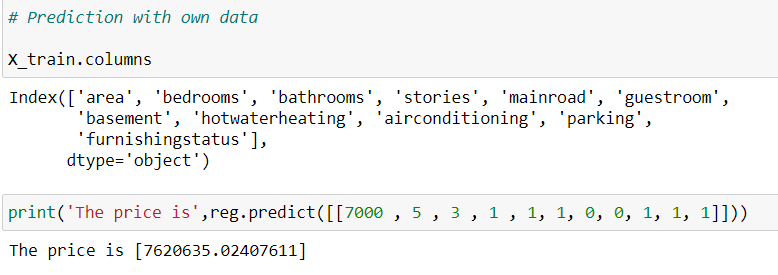 # Prediction with own data
X_train.columns
Index(['area', 'bedrooms', 'bathrooms', 'stories', 'mainroad', 'guestroom',
'basement', 'hotwaterheating', 'airconditioning', 'parking',
'furnishingstatus'],
dtype='object')
print('The price is',reg.predict([[7000 , 5 , 3 , 1 , 1, 1, 0, 0, 1, 1, 1]]))
The price is [7620635.02407611]